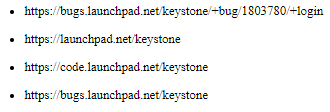 https://bugs.launchpad.net/keystone/+bug/1803780/+login
https://launchpad.net/keystone
https://code.launchpad.net/keystone
https://bugs.launchpad.net/keystone